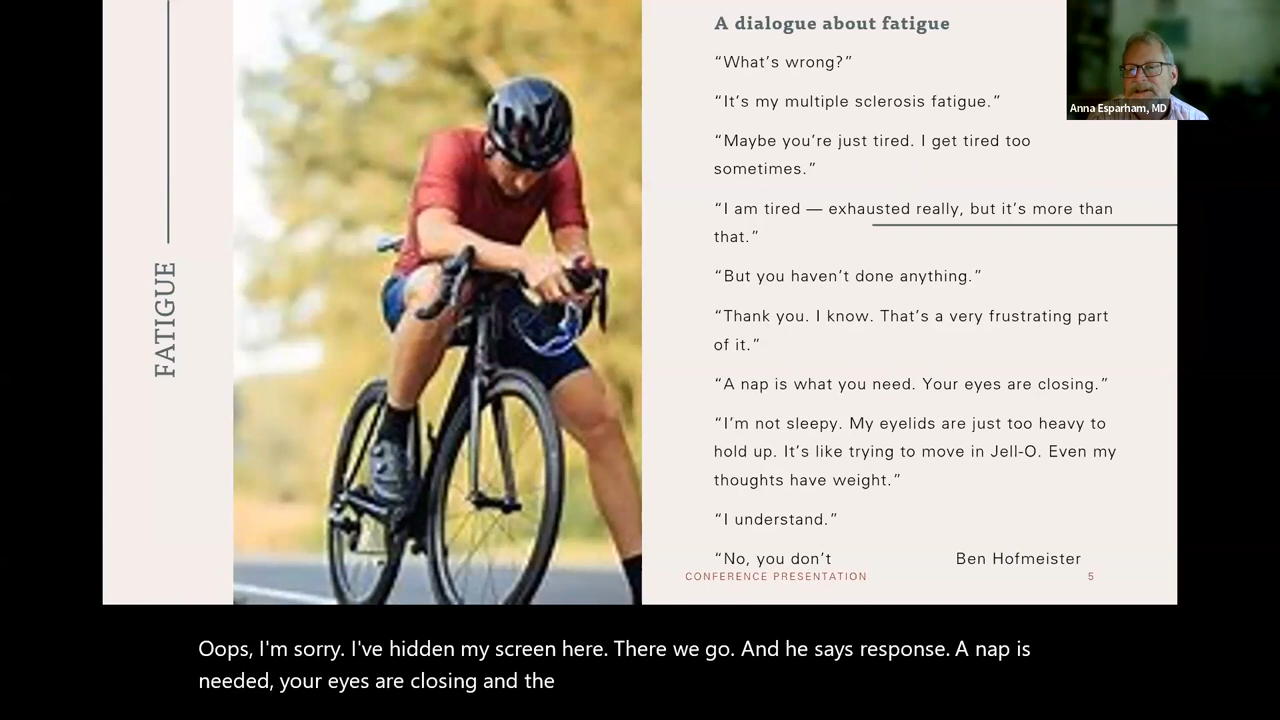 FATIGUE
A dialogue about fatigue
“What’s wrong?”
“It’s my multiple sclerosis fatigue.”
“Maybe you’re just tired. I get tired too
sometimes.”
“I am tired — exhausted really, but it’s more than
that.”
“But you haven’t done anything.”
“Thank you. I know. That’s a very frustrating part
of it.”
“A nap is what you need. Your eyes are closing.”
“I’m not sleepy. My eyelids are just too heavy to
hold up. It’s like trying to move in Jell-O. Even my
thoughts have weight.”
“I understand.”
“No, you don’t Ben Hofmeister
CONFERENCE PRESENTATION 5
Anna Esparham, MD
Oops, I'm sorry. I've hidden my screen here. There we go. And he says response. A nap is
needed, your eyes are closing and the